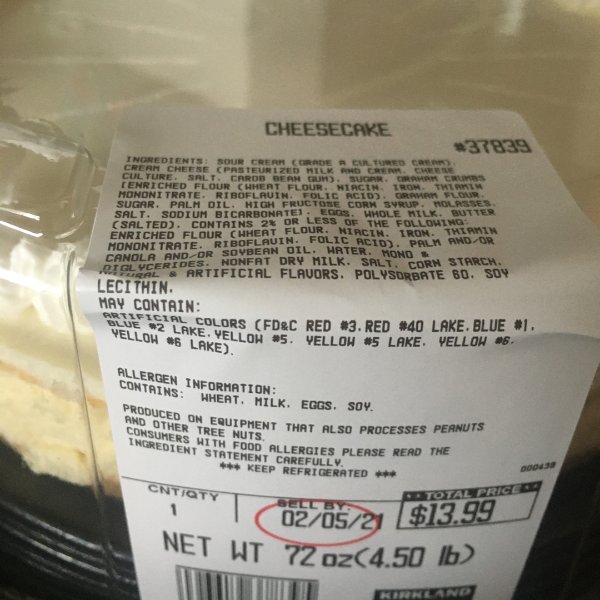 CHEESECAKE
#37839
INGREDIENTS: SOUR CREAM (GRADE A CULTURED CREAM),
CREAM CHEESE (PASTEURIZED MILK AND CREAM, CHEESE
CULTURE, SALT, CAROB BEAN GUM), SUGAR, GRAHAM CRUMBS
[ENRICHED FLOUR (WHEAT FLOUR, NIACIN, IRON, THIAMIN
MONONITRATE, RIBOFLAVIN, FOLIC ACID), GRAHAM FLOUR,
SUGAR, PALM OIL, HIGH FRUCTOSE CORN SYRUP, MOLASSES,
SALT, SODIUM BICARBONATE], EGGS, WHOLE MILK, BUTTER
(SALTED). CONTAINS 2% OR LESS OF THE FOLLOWING:
ENRICHED FLOUR (WHEAT FLOUR, NIACIN, IRON, THIAMIN
MONONITRATE, RIBOFLAVIN, FOLIC ACID), PALM AND/OR
CANOLA AND/OR SOYBEAN OIL, WATER, MONO &
DIGLYCERIDES, NONFAT DRY MILK, SALT, CORN STARCH,
NATURAL & ARTIFICIAL FLAVORS, POLYSORBATE 60, SOY
LECITHIN.
MAY CONTAIN:
ARTIFICIAL COLORS (FD&C RED #3, RED #40 LAKE, BLUE #1,
BLUE #2 LAKE, YELLOW #5, YELLOW #5 LAKE, YELLOW #6,
YELLOW #6 LAKE).
ALLERGEN INFORMATION:
CONTAINS: WHEAT, MILK, EGGS, SOY.
PRODUCED ON EQUIPMENT THAT ALSO PROCESSES PEANUTS
AND OTHER TREE NUTS.
CONSUMERS WITH FOOD ALLERGIES PLEASE READ THE
INGREDIENT STATEMENT CAREFULLY.
*** KEEP REFRIGERATED ***
000438
CNT/QTY
1
SELL BY:
02/05/21
** TOTAL PRICE **
$13.99
NET WT 72 oz(4.50 lb)
KIRKLAND